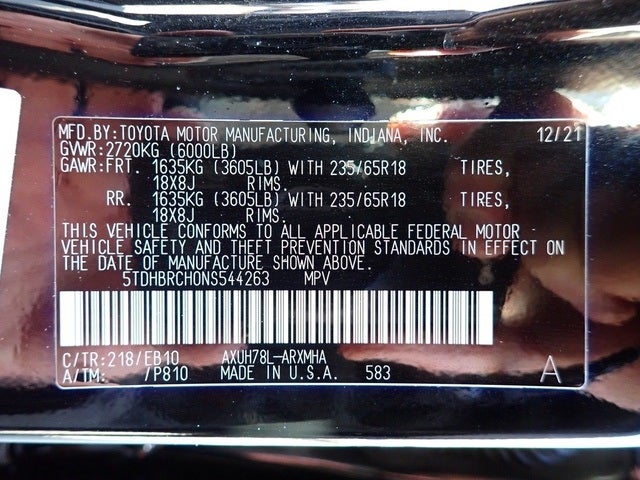 MFD.BY:TOYOTA MOTOR MANUFACTURING, INDIANA, INC. 12/21
GVWR:2720KG (6000LB)
GAWR:FRT. 1635KG (3605LB) WITH 235/65R18 TIRES,
18X8J RIMS.
RR. 1635KG (3605LB) WITH 235/65R18 TIRES,
18X8J RIMS.
THIS VEHICLE CONFORMS TO ALL APPLICABLE FEDERAL MOTOR
VEHICLE SAFETY AND THEFT PREVENTION STANDARDS IN EFFECT ON
THE DATE OF MANUFACTURE SHOWN ABOVE.
5TDHBRCH0NS544263 MPV
C/TR:218/EB10 AXUH78L-ARXMHA
A/TM: /P810 MADE IN U.S.A. 583 A